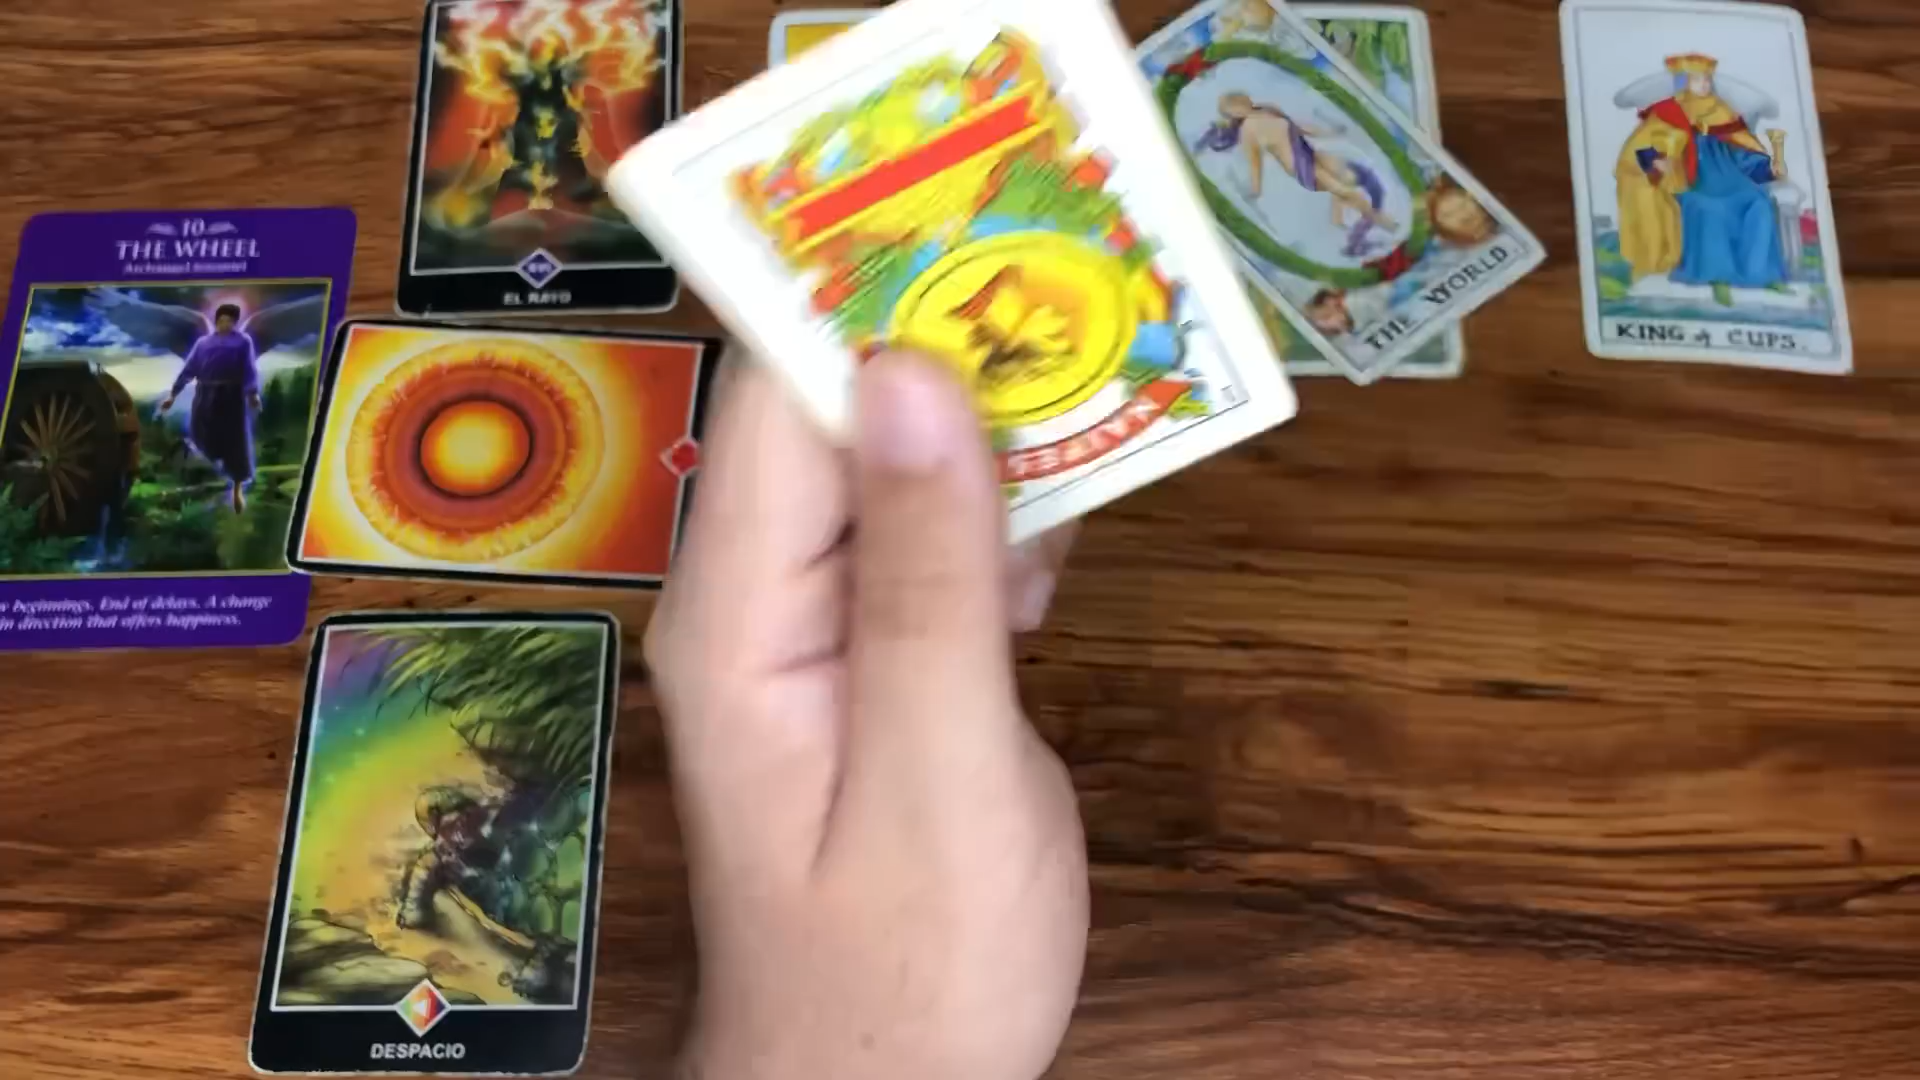 10
THE WHEEL
EL RAYO
THE WORLD
KING of CUPS.
beginnings. End of delays. A change
in direction that offers happiness.
DESPACIO